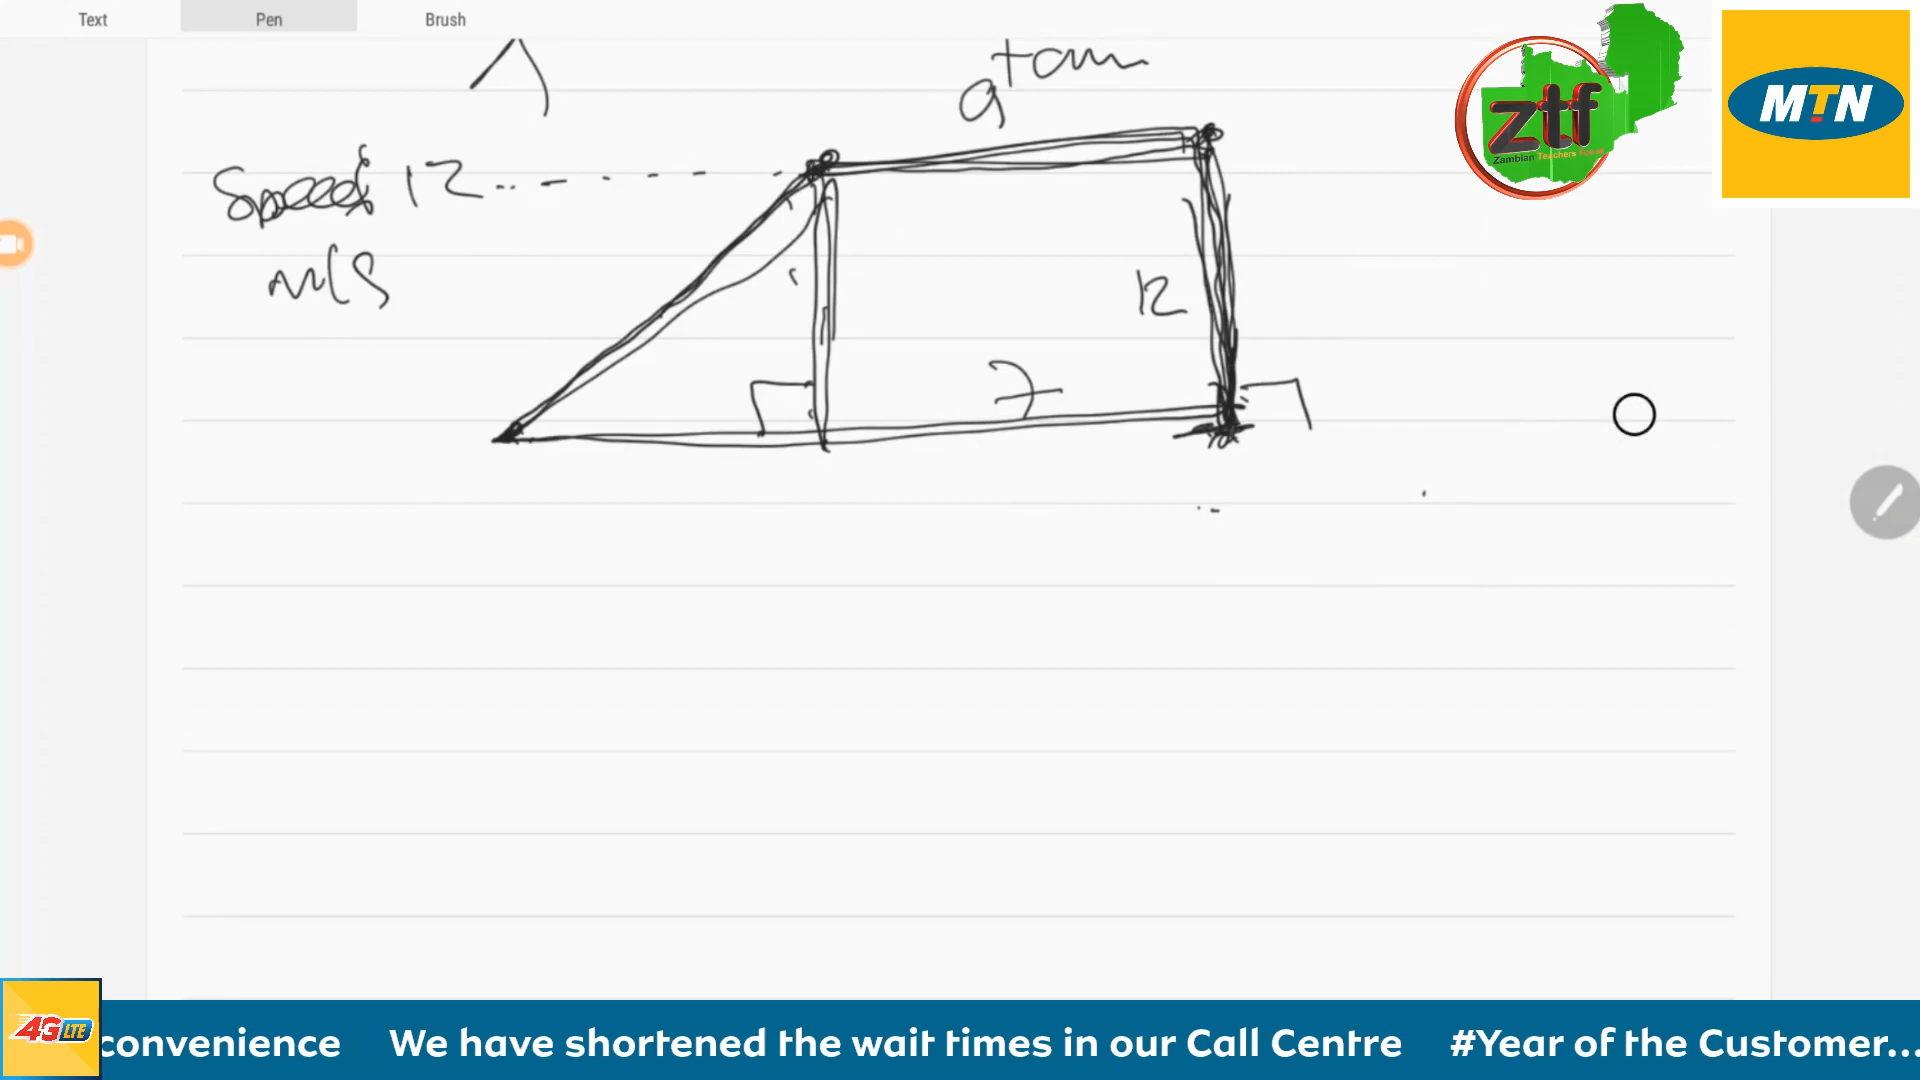 Text Pen Brush
ztf
Zambian Teachers Forum
MTN
Speed 12
m/s
12
7
4G LTE
convenience We have shortened the wait times in our Call Centre #Year of the Customer...